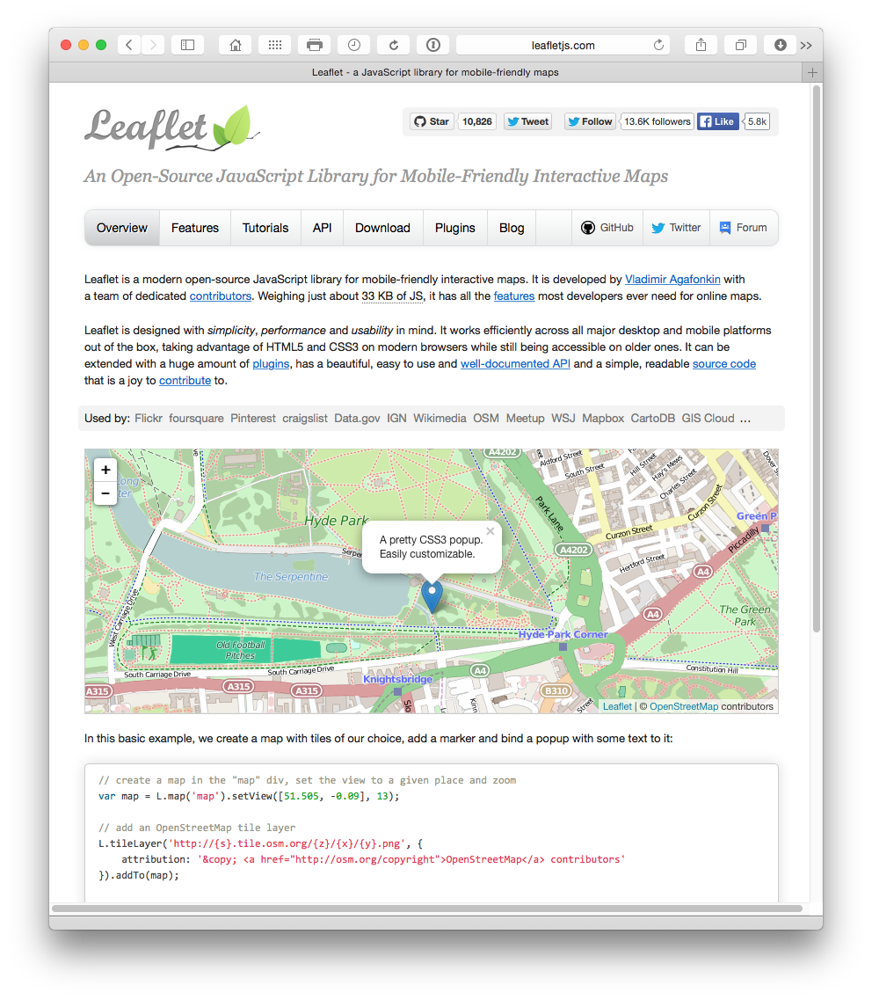 leafletjs.com
Leaflet - a JavaScript library for mobile-friendly maps
Leaflet
Star 10,826 Tweet Follow 13.6K followers Like 5.8k
An Open-Source JavaScript Library for Mobile-Friendly Interactive Maps
Overview Features Tutorials API Download Plugins Blog GitHub Twitter Forum
Leaflet is a modern open-source JavaScript library for mobile-friendly interactive maps. It is developed by Vladimir Agafonkin with
a team of dedicated contributors. Weighing just about 33 KB of JS, it has all the features most developers ever need for online maps.
Leaflet is designed with simplicity, performance and usability in mind. It works efficiently across all major desktop and mobile platforms
out of the box, taking advantage of HTML5 and CSS3 on modern browsers while still being accessible on older ones. It can be
extended with a huge amount of plugins, has a beautiful, easy to use and well-documented API and a simple, readable source code
that is a joy to contribute to.
Used by: Flickr foursquare Pinterest craigslist Data.gov IGN Wikimedia OSM Meetup WSJ Mapbox CartoDB GIS Cloud ...
+
−
Long
A4202
Aldford Street
South Street
Hill Street
Hay's Mews
Charles Street
Dover
Curzon Street
Park Lane
Green P
Hyde Park
Curzon Street
Piccadilly
A pretty CSS3 popup.
Easily customizable.
×
A4202
Serpe
Hertford Street
A4
The Serpentine
A4
The Green
Park
West Carriage Drive
Hyde Park Corner
Old Football
Pitches
South Carriage Drive
South Carriage Drive
A4
Constitution Hill
Knightsbridge
A315
A315
A315
B310
Slo
Kinn
Street
Leaflet | © OpenStreetMap contributors
In this basic example, we create a map with tiles of our choice, add a marker and bind a popup with some text to it:
// create a map in the "map" div, set the view to a given place and zoom
var map = L.map('map').setView([51.505, -0.09], 13);
// add an OpenStreetMap tile layer
L.tileLayer('http://{s}.tile.osm.org/{z}/{x}/{y}.png', {
attribution: '&copy; <a href="http://osm.org/copyright">OpenStreetMap</a> contributors'
}).addTo(map);